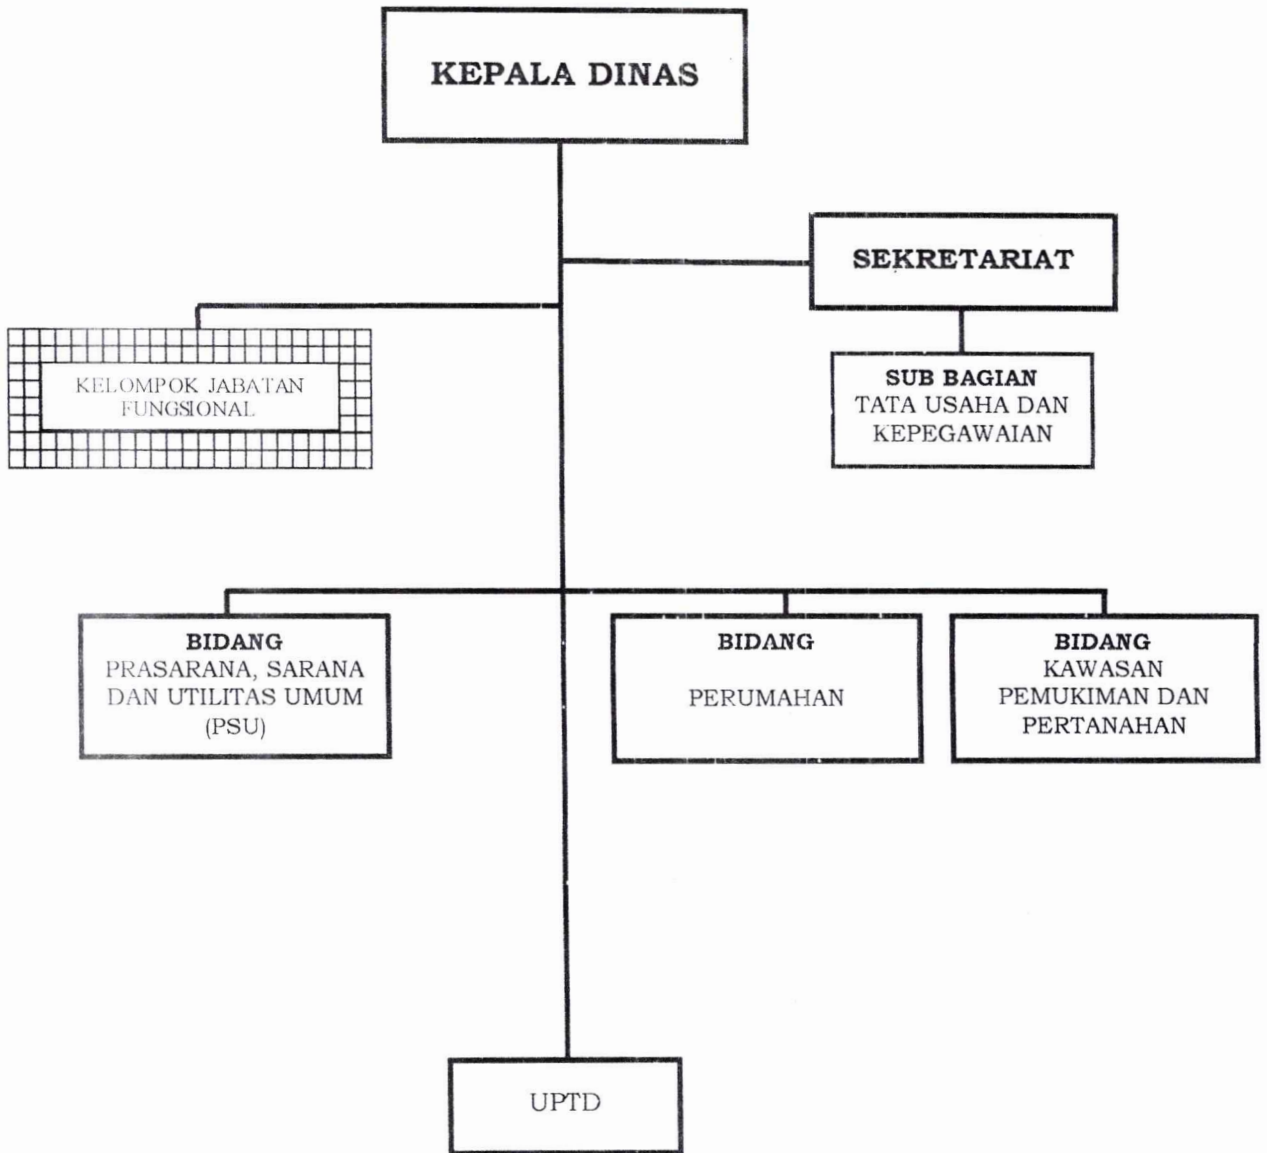 KEPALA DINAS
SEKRETARIAT
KELOMPOK JABATAN
FUNGSIONAL
SUB BAGIAN
TATA USAHA DAN
KEPEGAWAIAN
BIDANG
PRASARANA, SARANA
DAN UTILITAS UMUM
(PSU)
BIDANG
PERUMAHAN
BIDANG
KAWASAN
PEMUKIMAN DAN
PERTANAHAN
UPTD